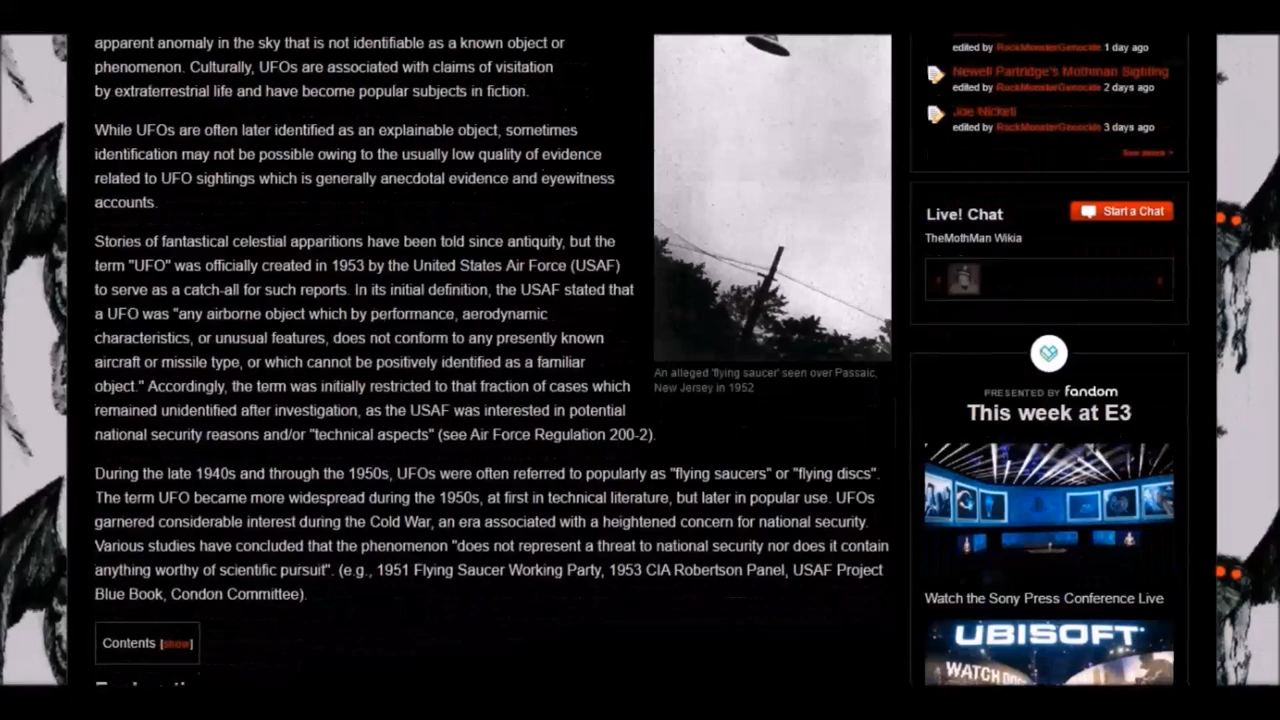 apparent anomaly in the sky that is not identifiable as a known object or
phenomenon. Culturally, UFOs are associated with claims of visitation
by extraterrestrial life and have become popular subjects in fiction.
While UFOs are often later identified as an explainable object, sometimes
identification may not be possible owing to the usually low quality of evidence
related to UFO sightings which is generally anecdotal evidence and eyewitness
accounts.
Stories of fantastical celestial apparitions have been told since antiquity, but the
term "UFO" was officially created in 1953 by the United States Air Force (USAF)
to serve as a catch-all for such reports. In its initial definition, the USAF stated that
a UFO was "any airborne object which by performance, aerodynamic
characteristics, or unusual features, does not conform to any presently known
aircraft or missile type, or which cannot be positively identified as a familiar
object." Accordingly, the term was initially restricted to that fraction of cases which
remained unidentified after investigation, as the USAF was interested in potential
national security reasons and/or "technical aspects" (see Air Force Regulation 200-2).
During the late 1940s and through the 1950s, UFOs were often referred to popularly as "flying saucers" or "flying discs".
The term UFO became more widespread during the 1950s, at first in technical literature, but later in popular use. UFOs
garnered considerable interest during the Cold War, an era associated with a heightened concern for national security.
Various studies have concluded that the phenomenon "does not represent a threat to national security nor does it contain
anything worthy of scientific pursuit". (e.g., 1951 Flying Saucer Working Party, 1953 CIA Robertson Panel, USAF Project
Blue Book, Condon Committee).
Contents [show]
An alleged 'flying saucer' seen over Passaic,
New Jersey in 1952
edited by RockMonsterGenocide 1 day ago
Newell Partridge's Mothman Sighting
edited by RockMonsterGenocide 2 days ago
Joe Nickell
edited by RockMonsterGenocide 3 days ago
See more >
Live! Chat
Start a Chat
TheMothMan Wikia
PRESENTED BY fandom
This week at E3
Watch the Sony Press Conference Live
UBISOFT
WATCH